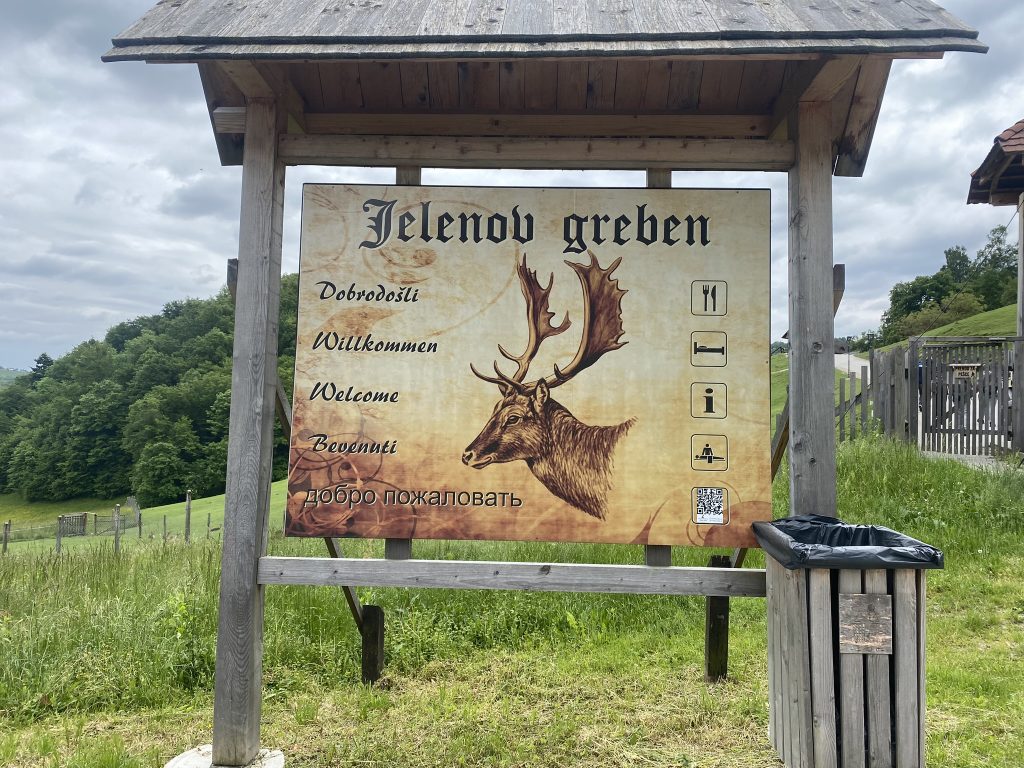 Jelenov greben
Dobrodošli
Willkommen
Welcome
Bevenuti
добро пожаловать
i